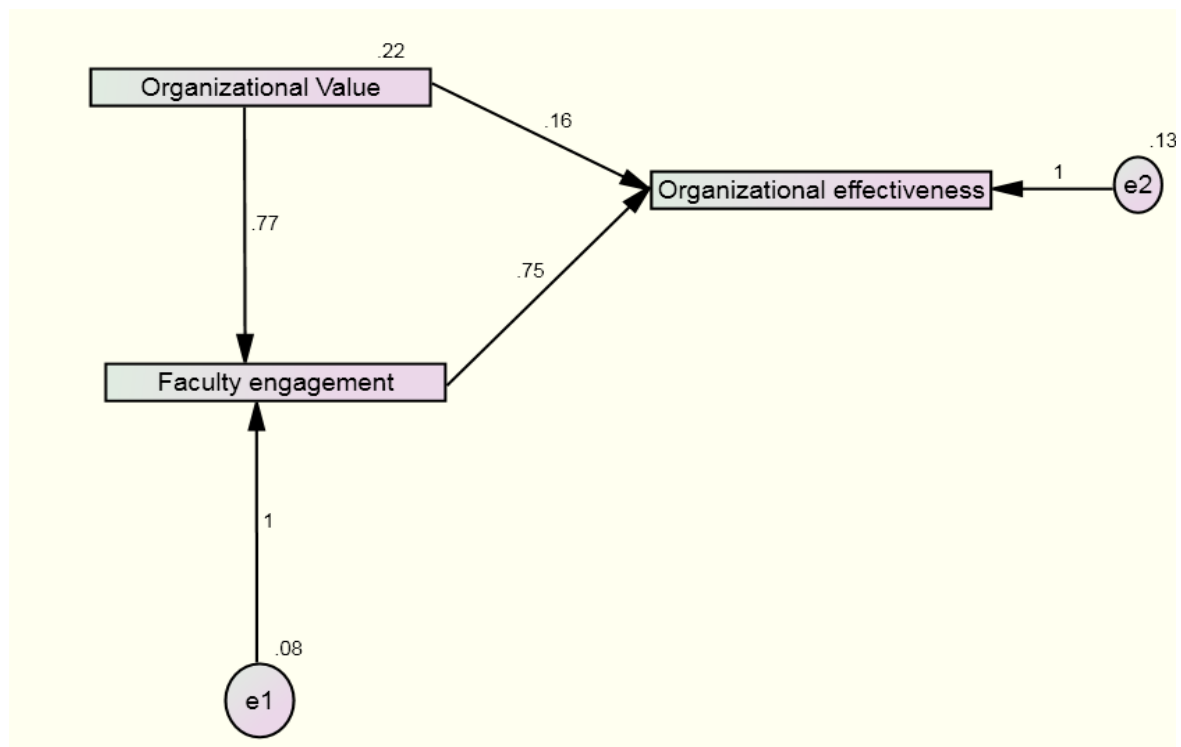 .22
Organizational Value
.16
.13
1
e2
Organizational effectiveness
.77
.75
Faculty engagement
1
.08
e1